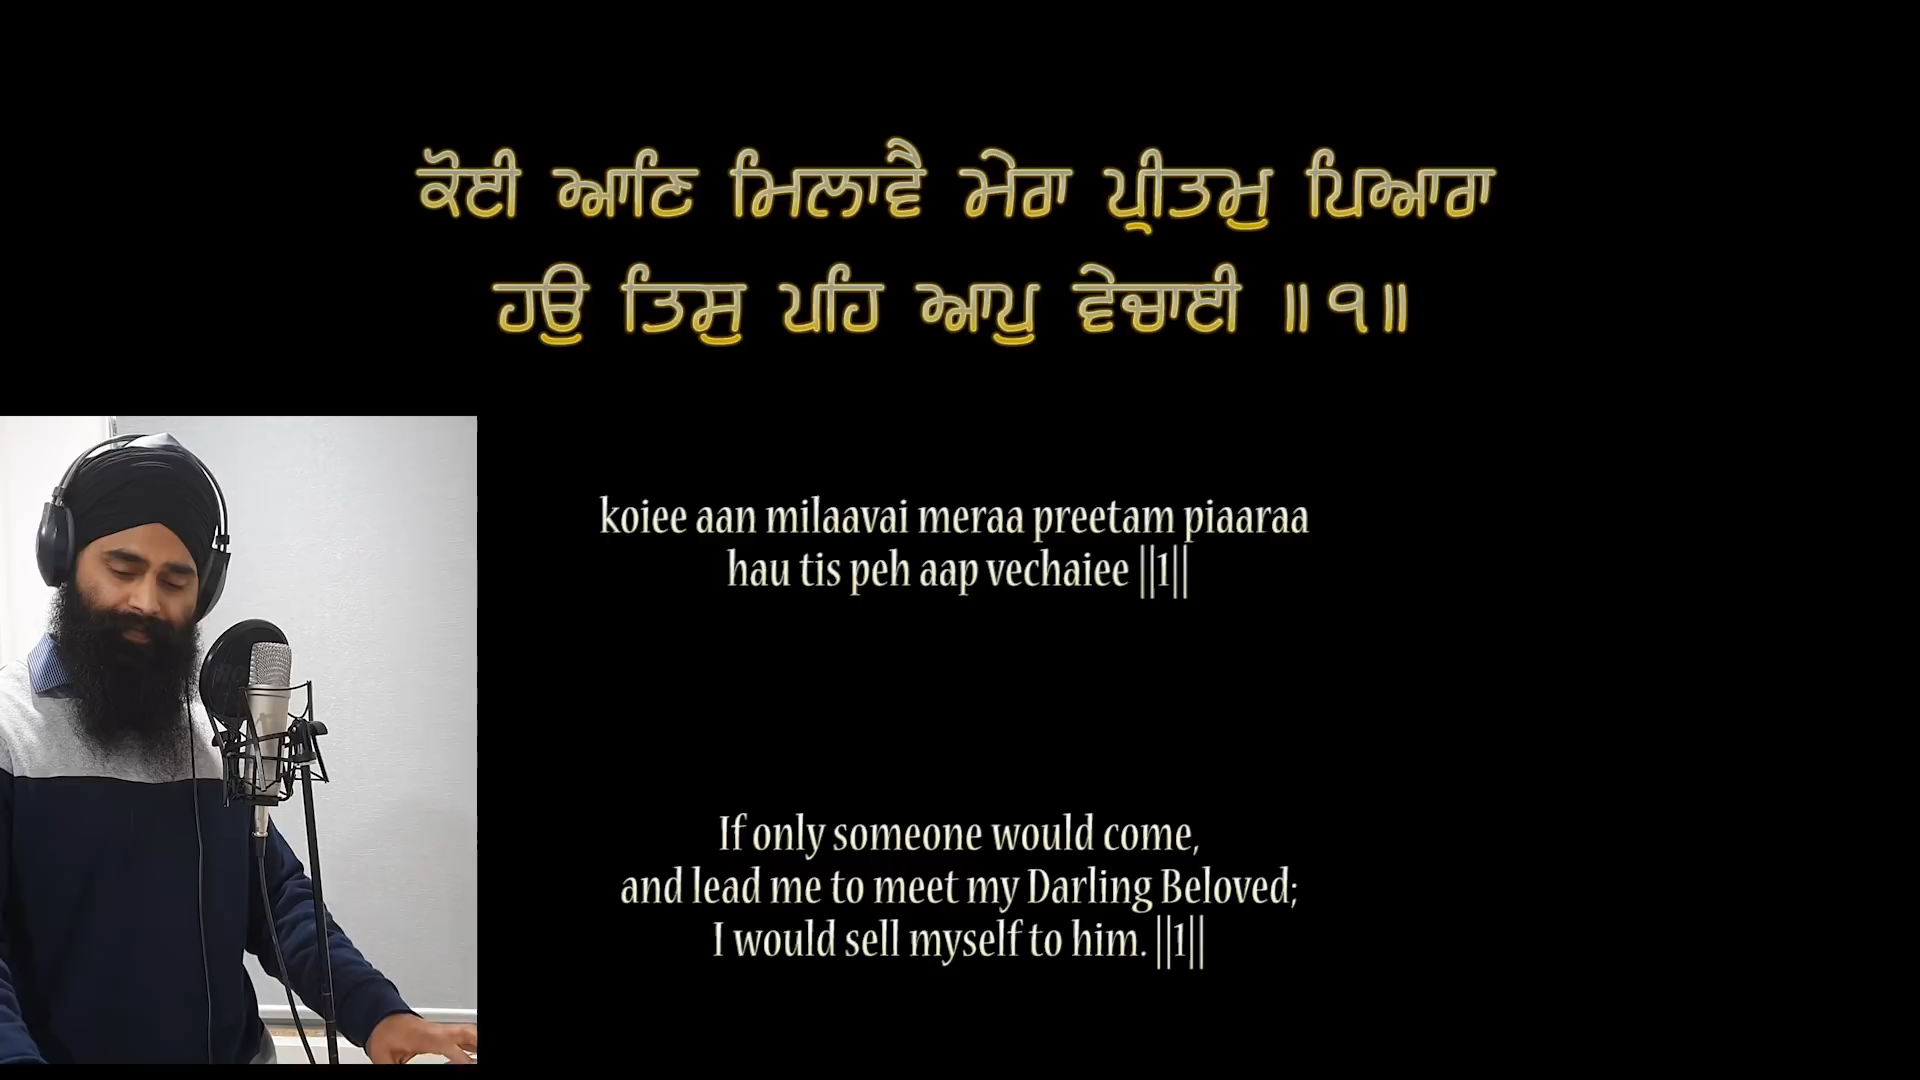 ਕੋਈ ਆਣਿ ਮਿਲਾਵੈ ਮੇਰਾ ਪ੍ਰੀਤਮੁ ਪਿਆਰਾ
ਹਉ ਤਿਸੁ ਪਹਿ ਆਪੁ ਵੇਚਾਈ ॥੧॥
koiee aan milaavai meraa preetam piaaraa
hau tis peh aap vechaiee ||1||
If only someone would come,
and lead me to meet my Darling Beloved;
I would sell myself to him. ||1||